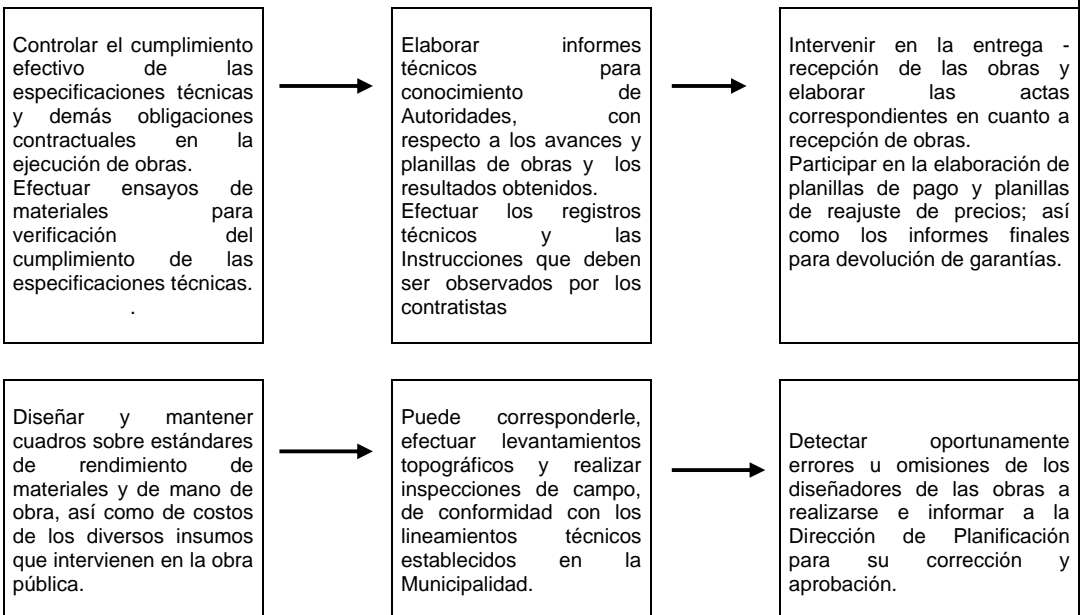 Controlar el cumplimiento
efectivo de las
especificaciones técnicas
y demás obligaciones
contractuales en la
ejecución de obras.
Efectuar ensayos de
materiales para
verificación del
cumplimiento de las
especificaciones técnicas.
.
Elaborar informes
técnicos para
conocimiento de
Autoridades, con
respecto a los avances y
planillas de obras y los
resultados obtenidos.
Efectuar los registros
técnicos y las
Instrucciones que deben
ser observados por los
contratistas
Intervenir en la entrega -
recepción de las obras y
elaborar las actas
correspondientes en cuanto a
recepción de obras.
Participar en la elaboración de
planillas de pago y planillas
de reajuste de precios; así
como los informes finales
para devolución de garantías.
Diseñar y mantener
cuadros sobre estándares
de rendimiento de
materiales y de mano de
obra, así como de costos
de los diversos insumos
que intervienen en la obra
pública.
Puede corresponderle,
efectuar levantamientos
topográficos y realizar
inspecciones de campo,
de conformidad con los
lineamientos técnicos
establecidos en la
Municipalidad.
Detectar oportunamente
errores u omisiones de los
diseñadores de las obras a
realizarse e informar a la
Dirección de Planificación
para su corrección y
aprobación.